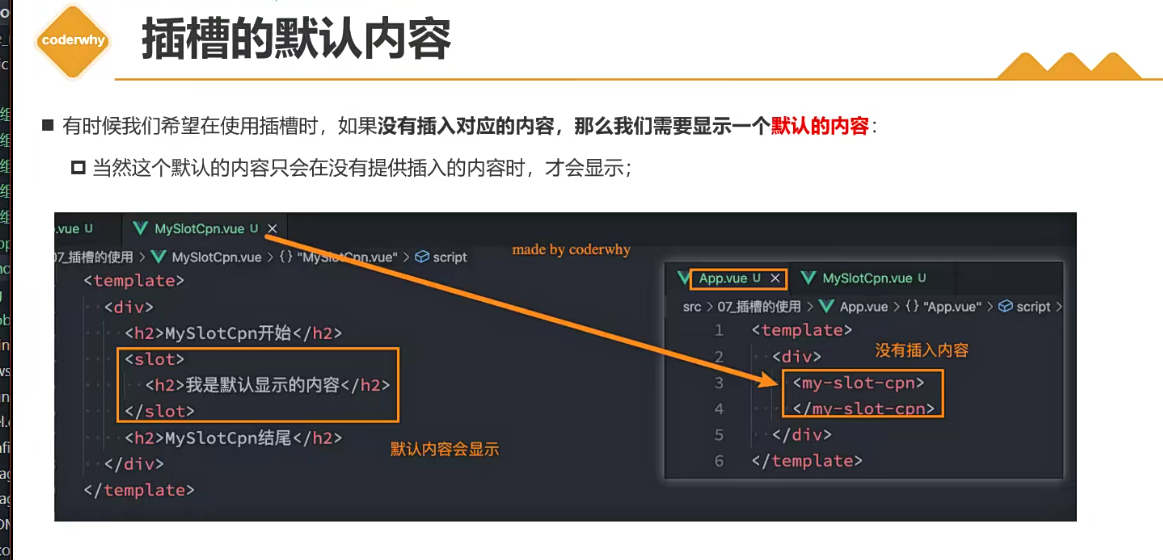 coderwhy
插槽的默认内容
■ 有时候我们希望在使用插槽时，如果没有插入对应的内容，那么我们需要显示一个默认的内容：
当然这个默认的内容只会在没有提供插入的内容时，才会显示；
.vue U MySlotCpn.vue U ×
07_插槽的使用 > MySlotCpn.vue > {} "MySlotCpn.vue" > script
made by coderwhy
<template>
<div>
<h2>MySlotCpn开始</h2>
<slot>
<h2>我是默认显示的内容</h2>
</slot>
<h2>MySlotCpn结尾</h2>
</div>
</template>
默认内容会显示
App.vue U × MySlotCpn.vue U
src > 07_插槽的使用 > App.vue > {} "App.vue" > script >
1 <template>
2 <div>
没有插入内容
3 <my-slot-cpn>
4 </my-slot-cpn>
5 </div>
6 </template>